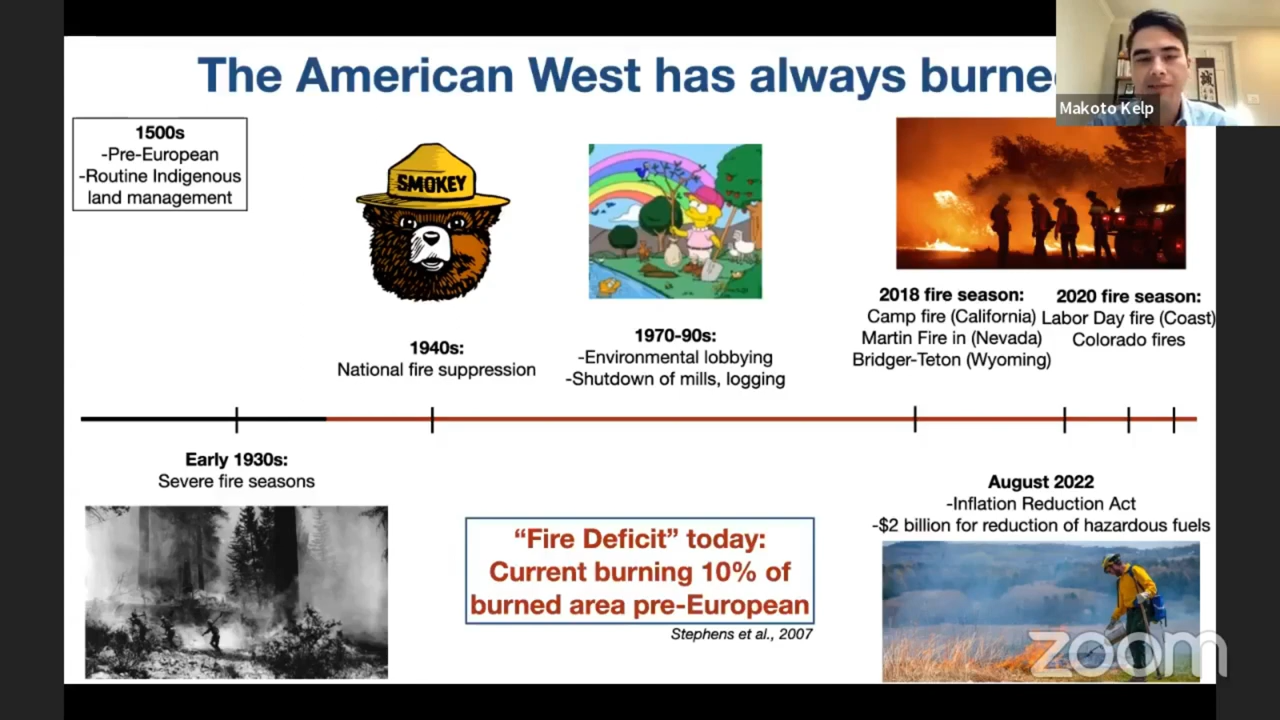 The American West has always burne
Makoto Kelp
1500s
-Pre-European
-Routine Indigenous
land management
SMOKEY
1940s:
National fire suppression
1970-90s:
-Environmental lobbying
-Shutdown of mills, logging
2018 fire season:
Camp fire (California)
Martin Fire in (Nevada)
Bridger-Teton (Wyoming)
2020 fire season:
Labor Day fire (Coast)
Colorado fires
Early 1930s:
Severe fire seasons
“Fire Deficit” today:
Current burning 10% of
burned area pre-European
Stephens et al., 2007
August 2022
-Inflation Reduction Act
-$2 billion for reduction of hazardous fuels
zoom